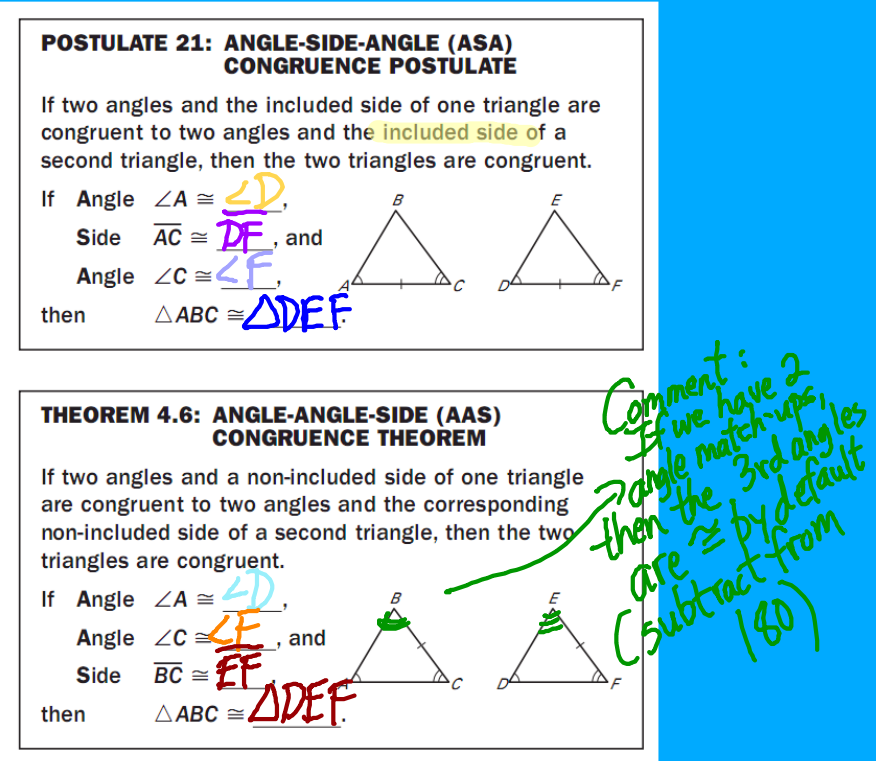 POSTULATE 21: ANGLE-SIDE-ANGLE (ASA)
CONGRUENCE POSTULATE
If two angles and the included side of one triangle are
congruent to two angles and the included side of a
second triangle, then the two triangles are congruent.
If Angle ∠A ≅ ∠D,
Side AC ≅ DF, and
Angle ∠C ≅ ∠F,
then △ABC ≅ △DEF.
B
A
C
E
D
F
THEOREM 4.6: ANGLE-ANGLE-SIDE (AAS)
CONGRUENCE THEOREM
If two angles and a non-included side of one triangle
are congruent to two angles and the corresponding
non-included side of a second triangle, then the two
triangles are congruent.
If Angle ∠A ≅ ∠D,
Angle ∠C ≅ ∠F, and
Side BC ≅ EF,
then △ABC ≅ △DEF.
B
A
C
E
D
F
Comment:
If we have 2
angle match-ups,
then the 3rd angles
are ≅ by default
(subtract from
180)